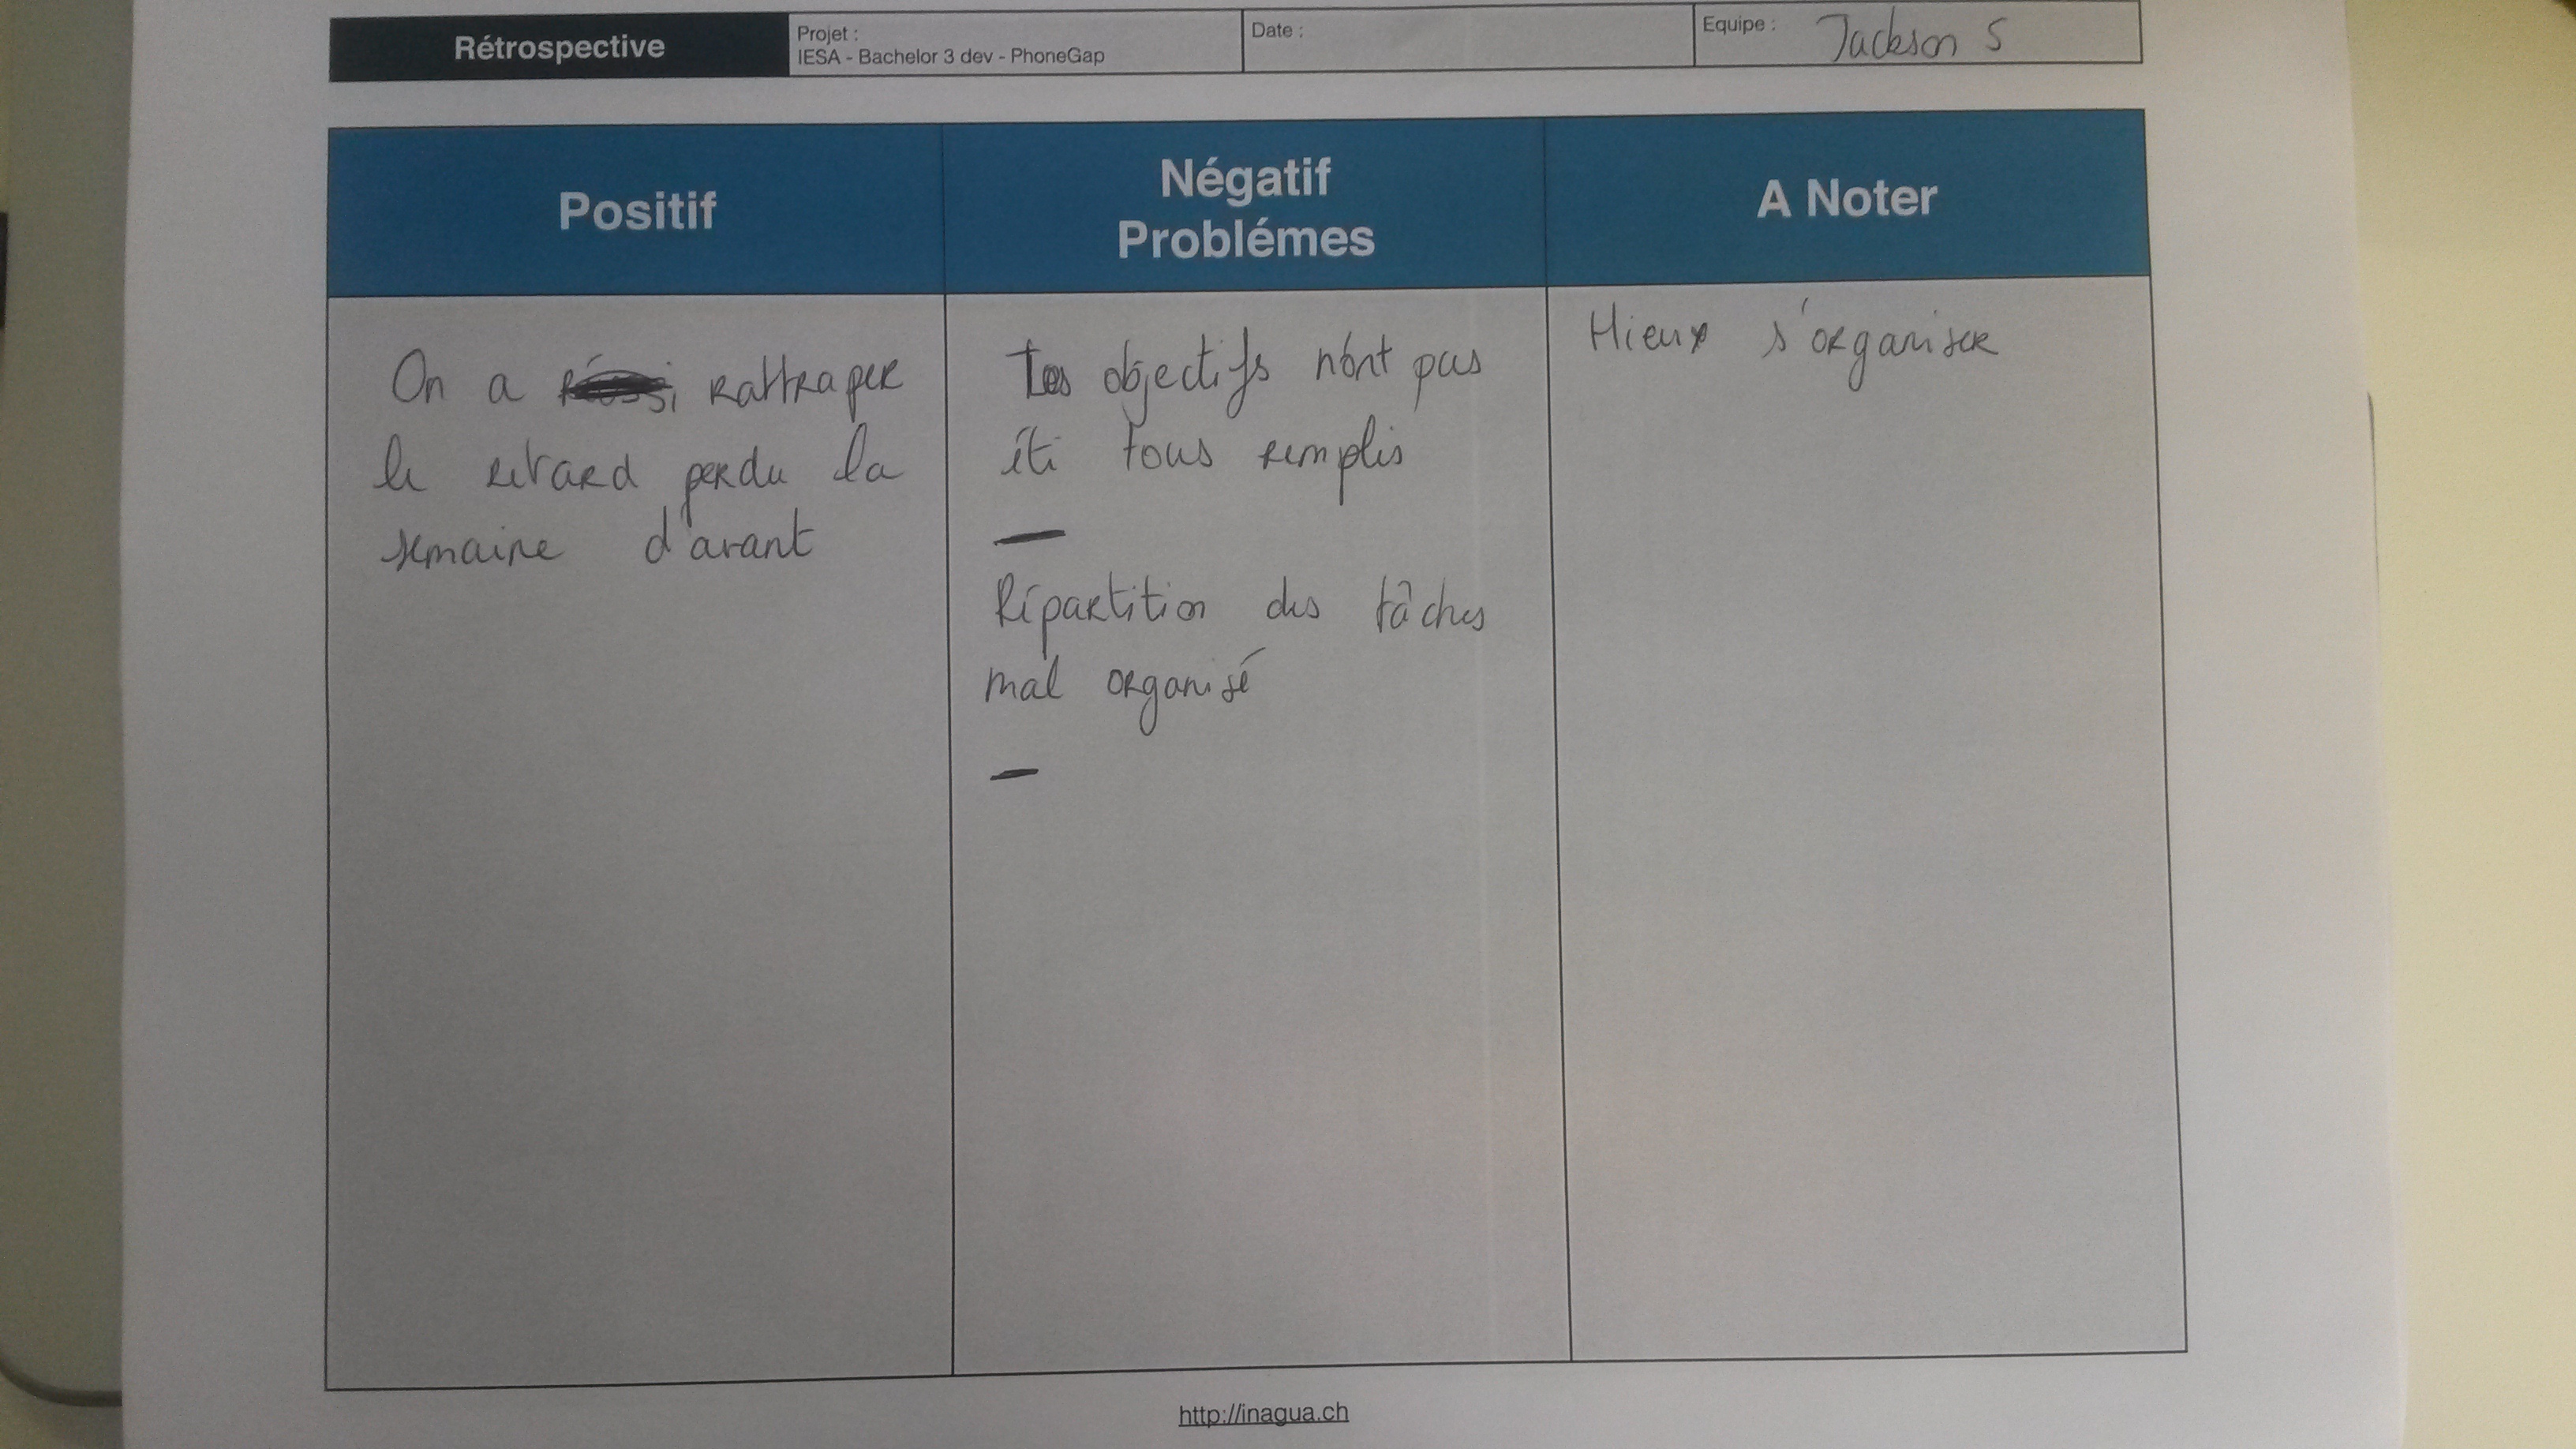 Rétrospective
Projet :
IESA - Bachelor 3 dev - PhoneGap
Date :
Equipe : Jackson 5
Positif
Négatif
Problémes
A Noter
On a rattraper
le retard perdu la
semaine d'avant
Les objectifs n'ont pas
été tous remplis
—
Répartition des tâches
mal organisé
—
Mieux s'organiser
http://inagua.ch